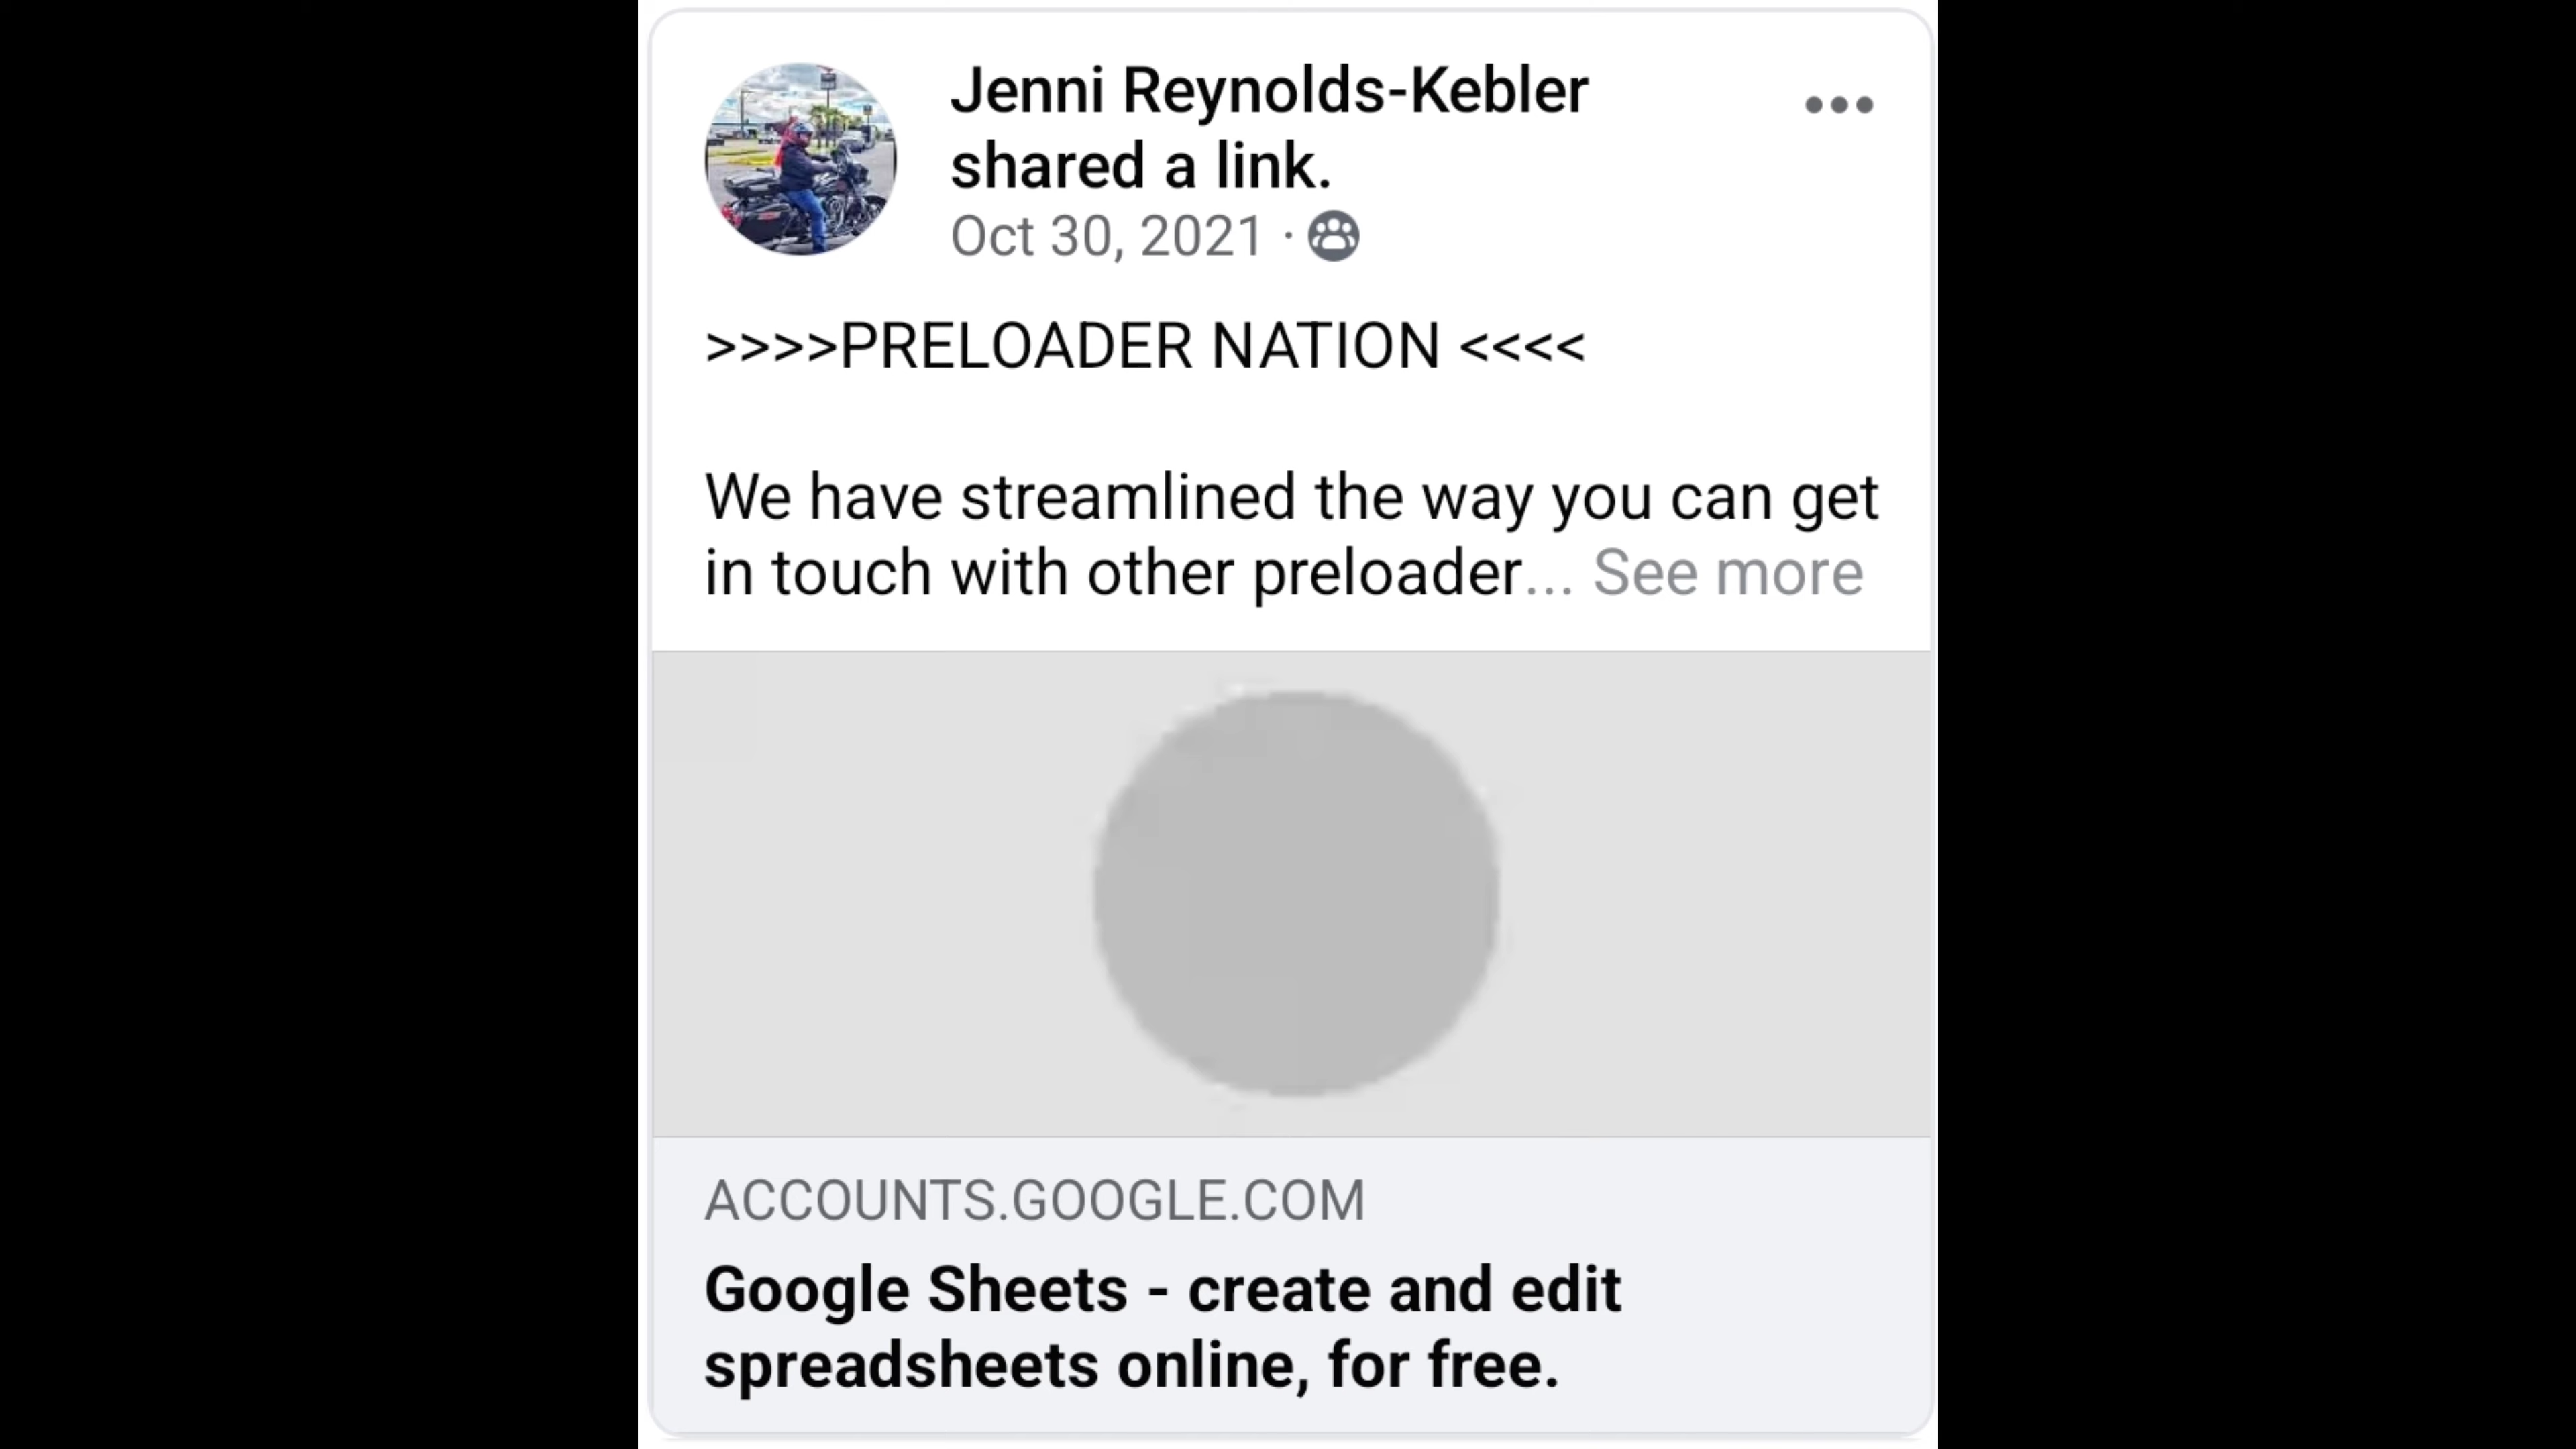 Jenni Reynolds-Kebler
shared a link.
Oct 30, 2021 ·
>>>>PRELOADER NATION <<<<
We have streamlined the way you can get
in touch with other preloader... See more
ACCOUNTS.GOOGLE.COM
Google Sheets - create and edit
spreadsheets online, for free.